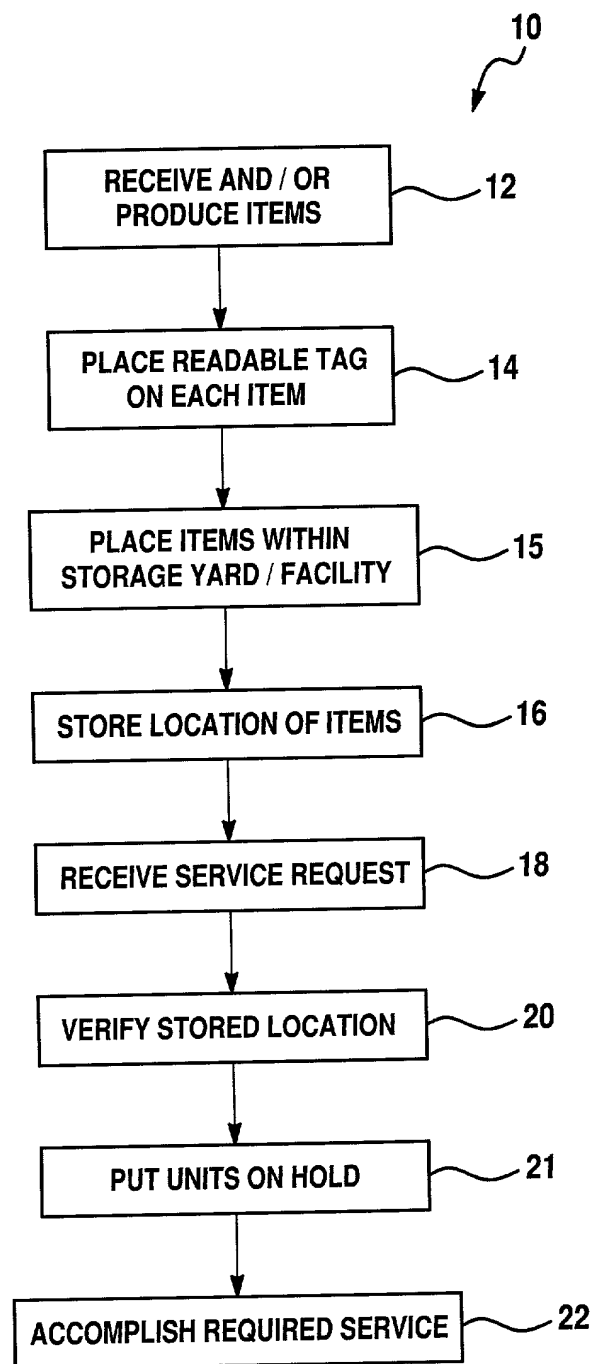 10
RECEIVE AND / OR
PRODUCE ITEMS
12
PLACE READABLE TAG
ON EACH ITEM
14
PLACE ITEMS WITHIN
STORAGE YARD / FACILITY
15
STORE LOCATION OF ITEMS
16
RECEIVE SERVICE REQUEST
18
VERIFY STORED LOCATION
20
PUT UNITS ON HOLD
21
ACCOMPLISH REQUIRED SERVICE
22